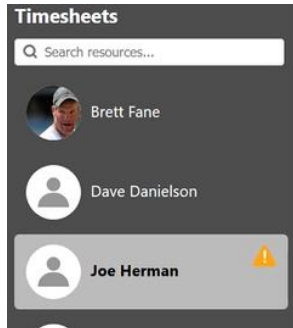 Timesheets
Search resources...
Brett Fane
Dave Danielson
Joe Herman